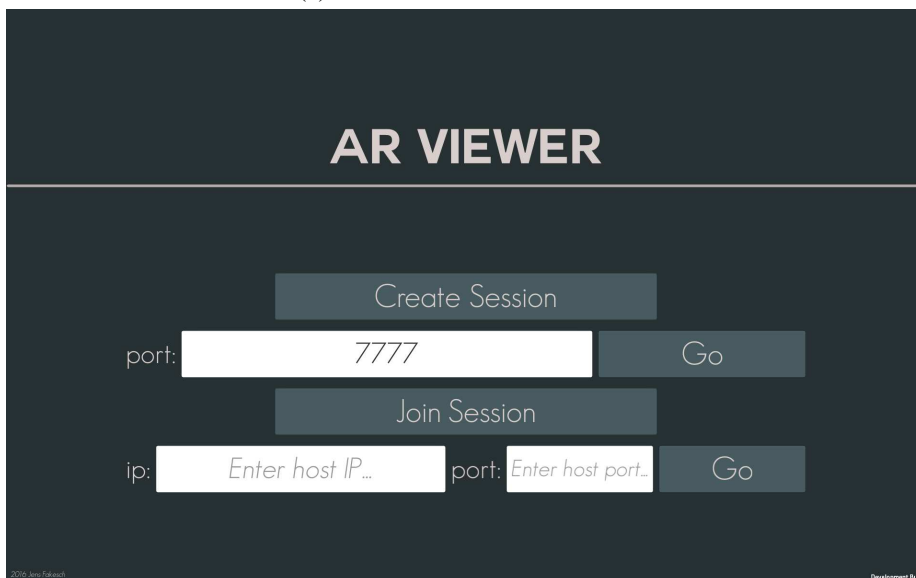 AR VIEWER
Create Session
port: 7777 Go
Join Session
ip: Enter host IP... port: Enter host port... Go
2016 Jens Fakesch Development